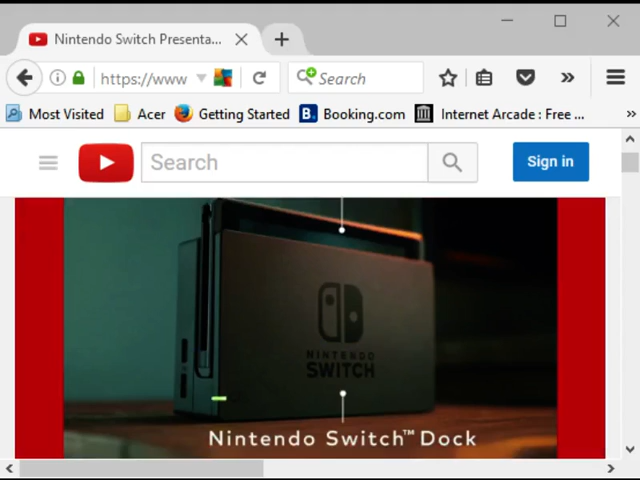 Nintendo Switch Presenta...
https://www
Search
Most Visited
Acer
Getting Started
B.
Booking.com
Internet Arcade : Free ...
Search
Sign in
NINTENDO
SWITCH
Nintendo Switch™ Dock